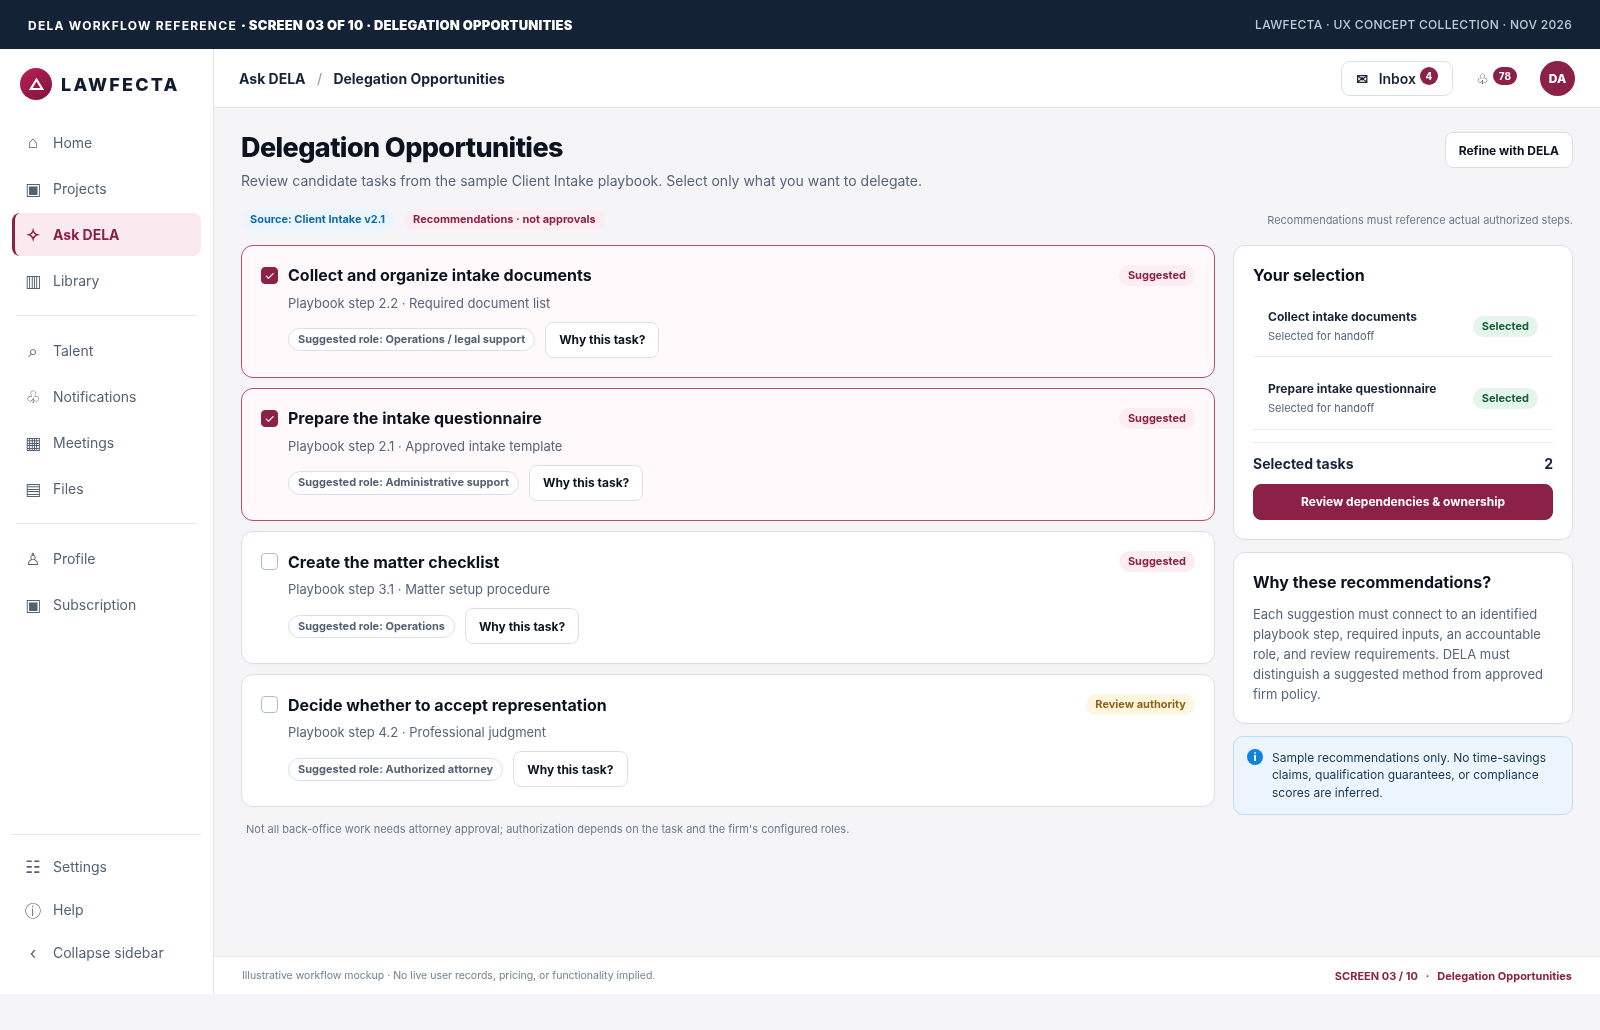 DELA WORKFLOW REFERENCE · SCREEN 03 OF 10 · DELEGATION OPPORTUNITIES
LAWFECTA · UX CONCEPT COLLECTION · NOV 2026
LAWFECTA
Home
Projects
Ask DELA
Library
Talent
Notifications
Meetings
Files
Profile
Subscription
Settings
Help
Collapse sidebar
Ask DELA / Delegation Opportunities
Inbox 4
78
DA
Delegation Opportunities
Refine with DELA
Review candidate tasks from the sample Client Intake playbook. Select only what you want to delegate.
Source: Client Intake v2.1
Recommendations · not approvals
Recommendations must reference actual authorized steps.
Collect and organize intake documents
Suggested
Playbook step 2.2 · Required document list
Suggested role: Operations / legal support
Why this task?
Prepare the intake questionnaire
Suggested
Playbook step 2.1 · Approved intake template
Suggested role: Administrative support
Why this task?
Create the matter checklist
Suggested
Playbook step 3.1 · Matter setup procedure
Suggested role: Operations
Why this task?
Decide whether to accept representation
Review authority
Playbook step 4.2 · Professional judgment
Suggested role: Authorized attorney
Why this task?
Not all back-office work needs attorney approval; authorization depends on the task and the firm's configured roles.
Your selection
Collect intake documents
Selected for handoff
Selected
Prepare intake questionnaire
Selected for handoff
Selected
Selected tasks 2
Review dependencies & ownership
Why these recommendations?
Each suggestion must connect to an identified
playbook step, required inputs, an accountable
role, and review requirements. DELA must
distinguish a suggested method from approved
firm policy.
Sample recommendations only. No time-savings
claims, qualification guarantees, or compliance
scores are inferred.
Illustrative workflow mockup · No live user records, pricing, or functionality implied.
SCREEN 03 / 10 · Delegation Opportunities